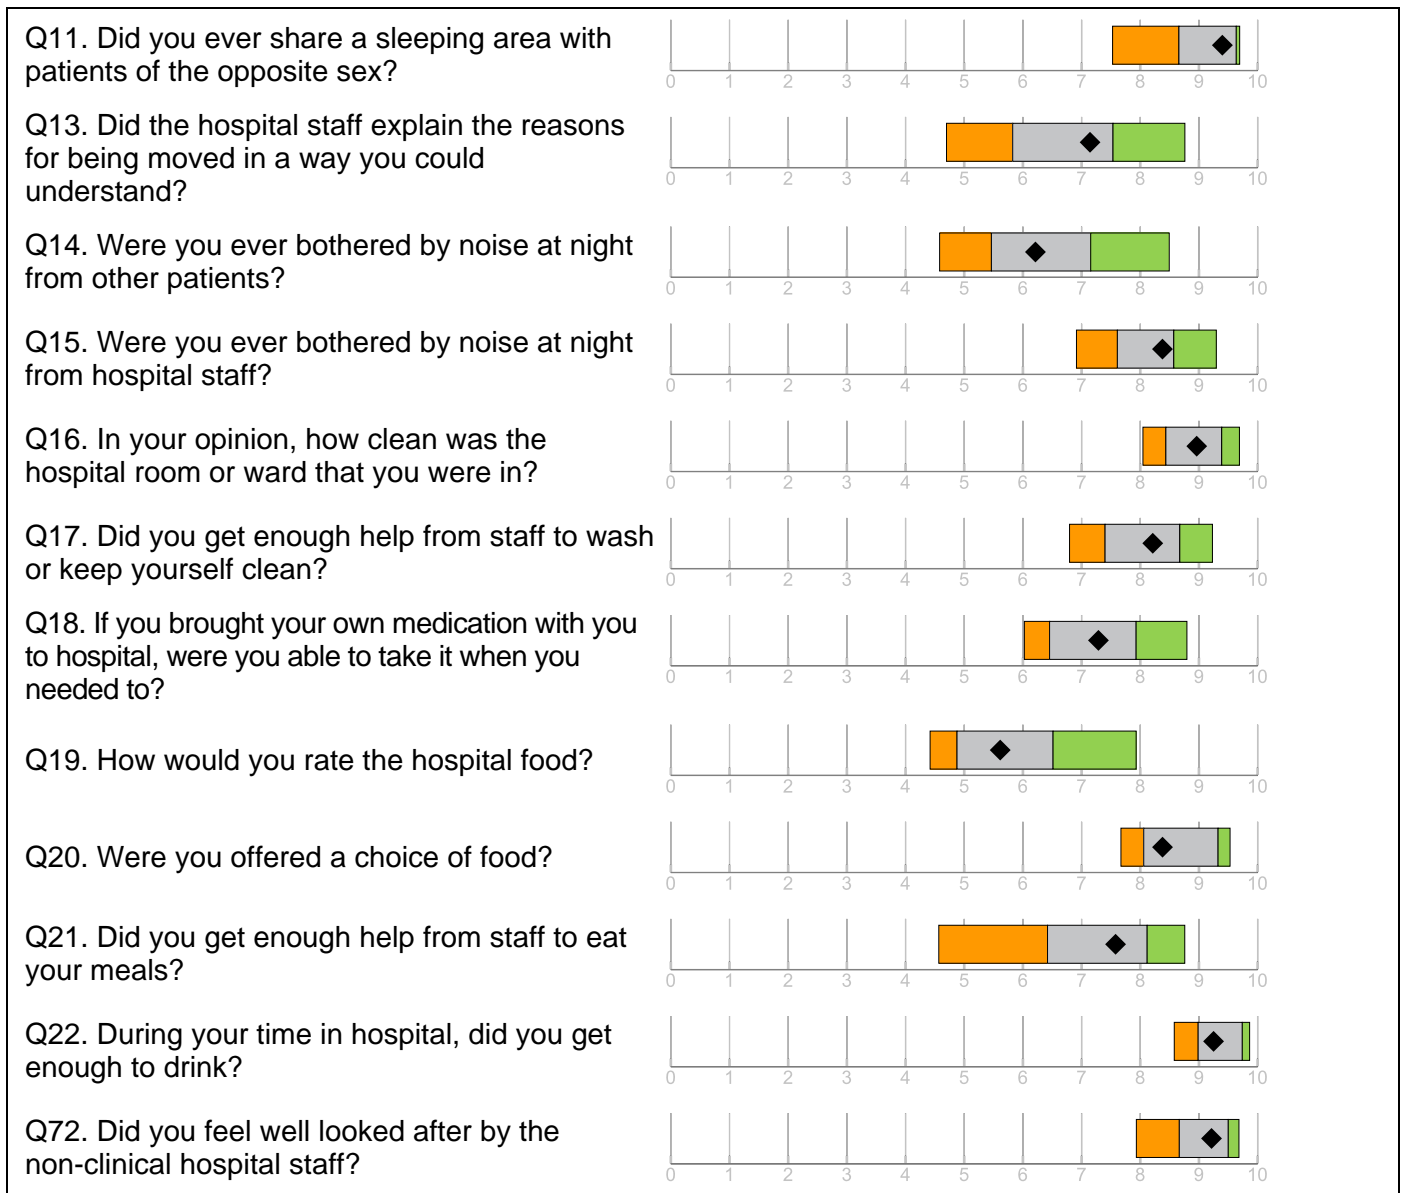 Q11. Did you ever share a sleeping area with
patients of the opposite sex?
0 1 2 3 4 5 6 7 8 9 10
Q13. Did the hospital staff explain the reasons
for being moved in a way you could
understand?
0 1 2 3 4 5 6 7 8 9 10
Q14. Were you ever bothered by noise at night
from other patients?
0 1 2 3 4 5 6 7 8 9 10
Q15. Were you ever bothered by noise at night
from hospital staff?
0 1 2 3 4 5 6 7 8 9 10
Q16. In your opinion, how clean was the
hospital room or ward that you were in?
0 1 2 3 4 5 6 7 8 9 10
Q17. Did you get enough help from staff to wash
or keep yourself clean?
0 1 2 3 4 5 6 7 8 9 10
Q18. If you brought your own medication with you
to hospital, were you able to take it when you
needed to?
0 1 2 3 4 5 6 7 8 9 10
Q19. How would you rate the hospital food?
0 1 2 3 4 5 6 7 8 9 10
Q20. Were you offered a choice of food?
0 1 2 3 4 5 6 7 8 9 10
Q21. Did you get enough help from staff to eat
your meals?
0 1 2 3 4 5 6 7 8 9 10
Q22. During your time in hospital, did you get
enough to drink?
0 1 2 3 4 5 6 7 8 9 10
Q72. Did you feel well looked after by the
non-clinical hospital staff?
0 1 2 3 4 5 6 7 8 9 10